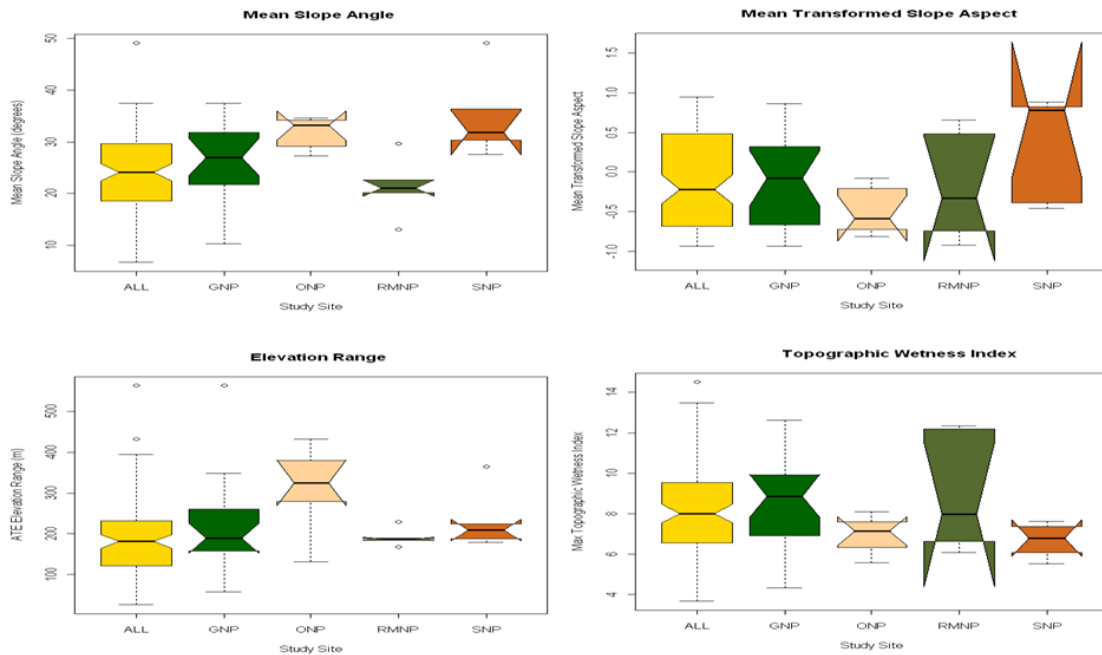 Mean Slope Angle
Mean Slope Angle (degrees)
50
40
30
20
10
ALL GNP ONP RMNP SNP
Study Site
Mean Transformed Slope Aspect
Mean Transformed Slope Aspect
1.5
1.0
0.5
0.0
-0.5
-1.0
ALL GNP ONP RMNP SNP
Study Site
Elevation Range
ATE Elevation Range (m)
500
400
300
200
100
ALL GNP ONP RMNP SNP
Study Site
Topographic Wetness Index
Max Topographic Wetness Index
14
12
10
8
6
4
ALL GNP ONP RMNP SNP
Study Site